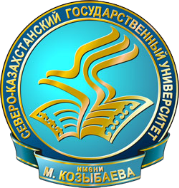 СЕВЕРО-КАЗАХСТАНСКИЙ ГОСУДАРСТВЕННЫЙ УНИВЕРСИТЕТ
ИМЕНИ
М. КОЗЫБАЕВА